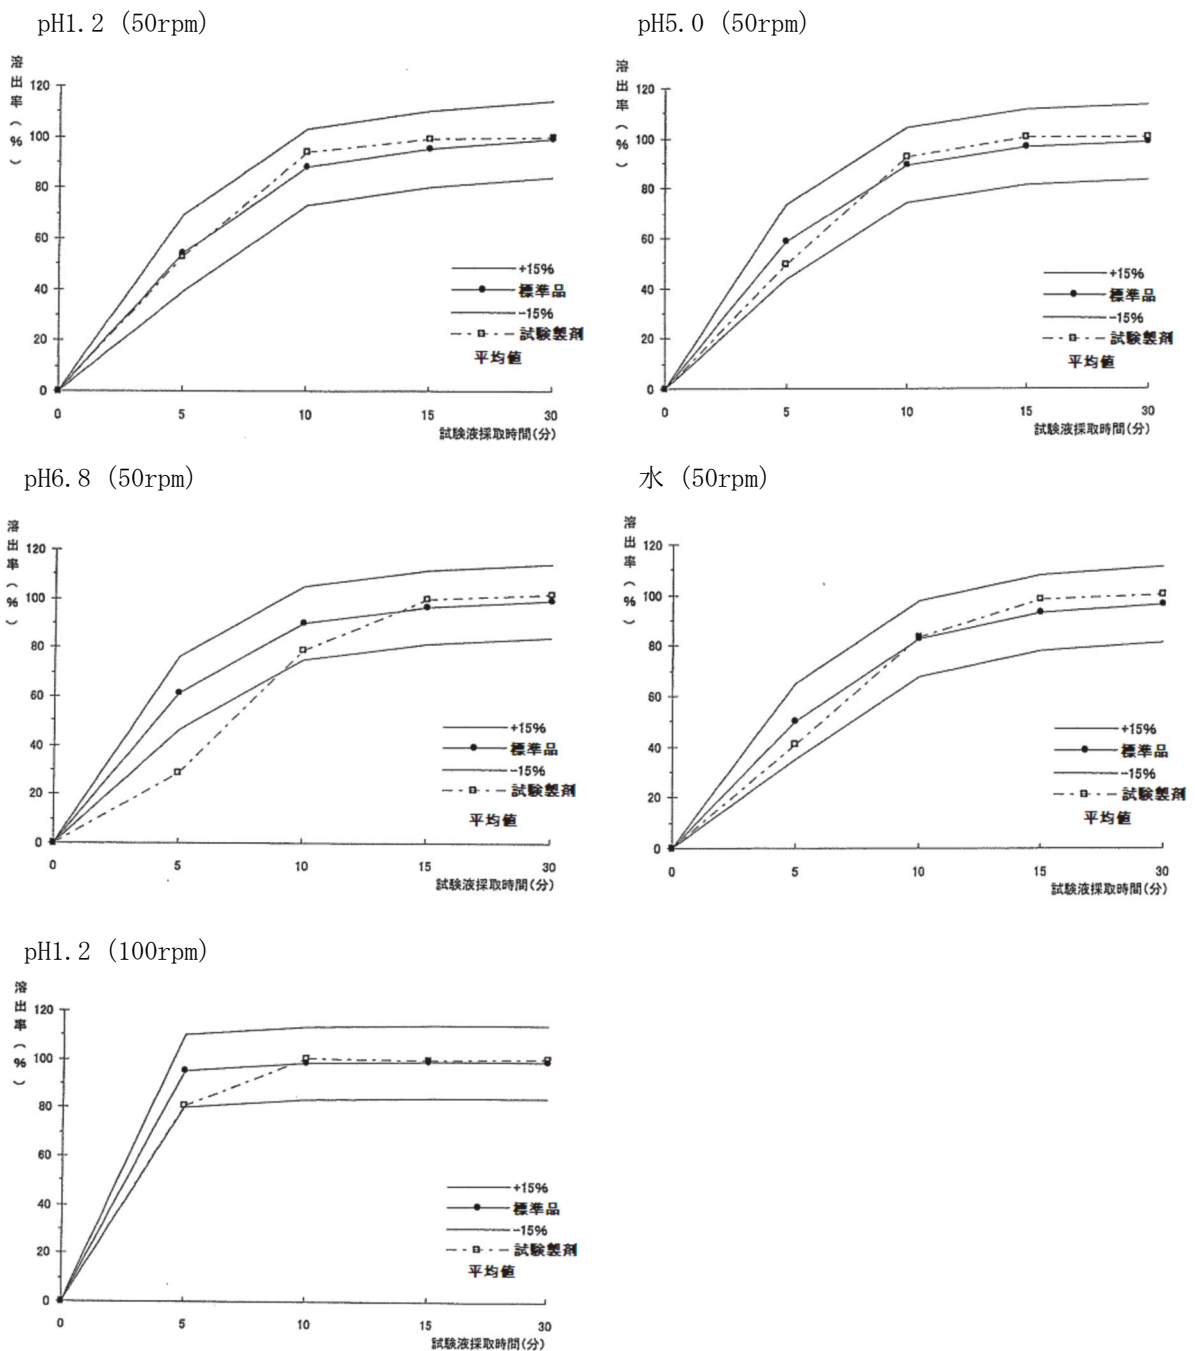 pH1.2 (50rpm)
溶出率(%)
120
100
80
60
40
20
0
+15%
標準品
-15%
試験製剤
平均値
0 5 10 15 30
試験液採取時間(分)
pH5.0 (50rpm)
溶出率(%)
120
100
80
60
40
20
0
+15%
標準品
-15%
試験製剤
平均値
0 5 10 15 30
試験液採取時間(分)
pH6.8 (50rpm)
溶出率(%)
120
100
80
60
40
20
0
+15%
標準品
-15%
試験製剤
平均値
0 5 10 15 30
試験液採取時間(分)
水 (50rpm)
溶出率(%)
120
100
80
60
40
20
0
+15%
標準品
-15%
試験製剤
平均値
0 5 10 15 30
試験液採取時間(分)
pH1.2 (100rpm)
溶出率(%)
120
100
80
60
40
20
0
+15%
標準品
-15%
試験製剤
平均値
0 5 10 15 30
試験液採取時間(分)